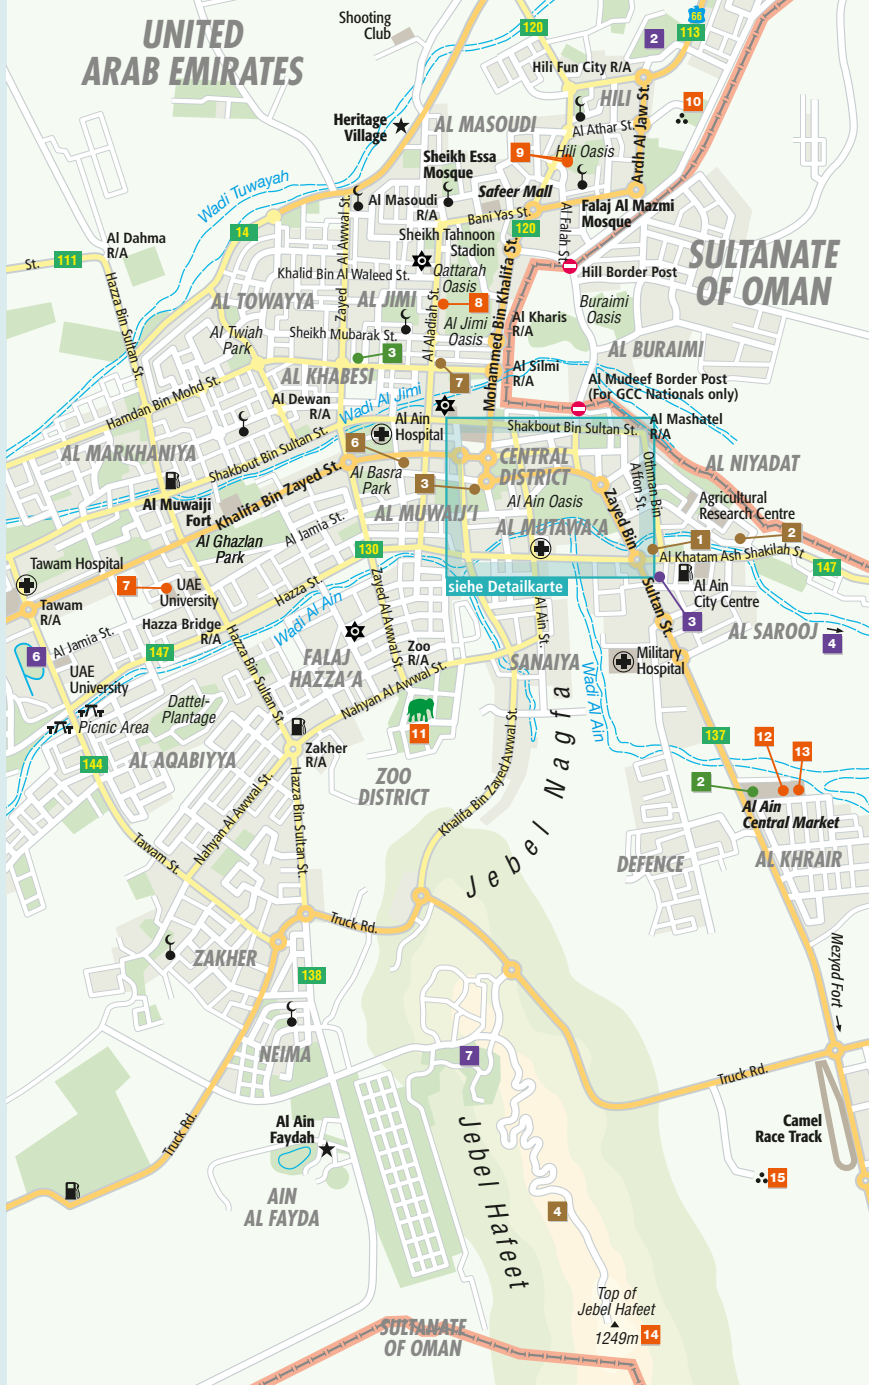 Shooting
Club
120
66
113
2
UNITED
ARAB EMIRATES
Hili Fun City R/A
HILI
10
Heritage
Village
AL MASOUDI
Al Athar St.
Ardh Al Jaw St.
9
Hili Oasis
Sheikh Essa
Mosque
Safeer Mall
Wadi Tuwayah
Al Masoudi
R/A
Bani Yas St.
Al Falah St.
Falaj Al Mazmi
Mosque
14
120
Al Dahma
R/A
Sheikh Tahnoon
Stadion
SULTANATE
OF OMAN
St.
111
Hazza Bin Sultan St.
Zayed Al Awwal St.
Khalid Bin Al Waleed St.
Qattarah
Oasis
Hill Border Post
AL TOWAYYA
AL JIMI
8
Mohammed Bin Khalifa St.
Buraimi
Oasis
Al Kharis
R/A
Al Twiah
Park
Sheikh Mubarak St.
Al Aladiah St.
Al Jimi
Oasis
AL BURAIMI
3
AL KHABESI
7
Al Silmi
R/A
Al Mudeef Border Post
(For GCC Nationals only)
Hamdan Bin Mohd St.
Al Dewan
R/A
Wadi Al Jimi
Al Ain
Hospital
Shakbout Bin Sultan St.
Al Mashatel
R/A
AL MARKHANIYA
Shakbout Bin Sultan St.
6
CENTRAL
DISTRICT
Othman Bin
Affon St.
AL NIYADAT
Khalifa Bin Zayed St.
Al Basra
Park
3
Al Ain Oasis
Zayed Bin
Sultan St.
Agricultural
Research Centre
Al Muwaiji
Fort
Al Jamia St.
AL MUWAIJ'I
AL MUTAWA'A
1
2
Al Ghazlan
Park
130
Al Khatam Ash Shakilah St
147
Tawam Hospital
7
UAE
University
Hazza St.
siehe Detailkarte
Al Ain
City Centre
Tawam
R/A
Hazza Bridge
R/A
Wadi Al Ain
Zayed Al Awwal St.
Al Ain St.
3
AL SAROOJ
4
6
Al Jamia St.
147
Hazza Bin Sultan St.
FALAJ
HAZZA'A
Zoo
R/A
SANAIYA
Military
Hospital
UAE
University
Nahyan Al Awwal St.
Wadi Al Ain
Dattel-
Plantage
Picnic Area
11
137
12
13
144
AL AQABIYYA
Zakher
R/A
ZOO
DISTRICT
Khalifa Bin Zayed Awwal St.
Jebel Nagfa
2
Al Ain
Central Market
Nahyan Al Awwal St.
Hazza Bin Sultan St.
Tawam St.
DEFENCE
AL KHRAIR
Truck Rd.
ZAKHER
138
Mezyad Fort
NEIMA
7
Truck Rd.
Truck Rd.
Al Ain
Faydah
Jebel Hafeet
Camel
Race Track
15
AIN
AL FAYDA
4
Top of
Jebel Hafeet
1249m
14
SULTANATE
OF OMAN